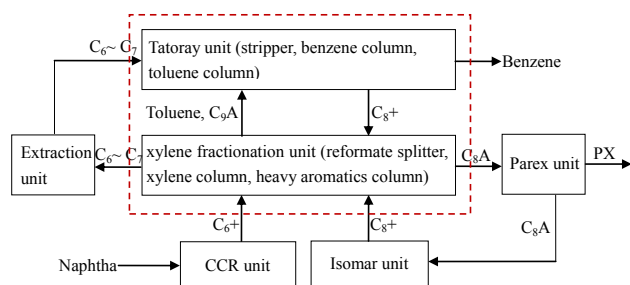 C6~ C7
Tatoray unit (stripper, benzene column,
toluene column)
Benzene
Toluene, C9A
C8+
Extraction
unit
C6~ C7
xylene fractionation unit (reformate splitter,
xylene column, heavy aromatics column)
C8A
Parex unit
PX
C6+
C8+
C8A
Naphtha
CCR unit
Isomar unit